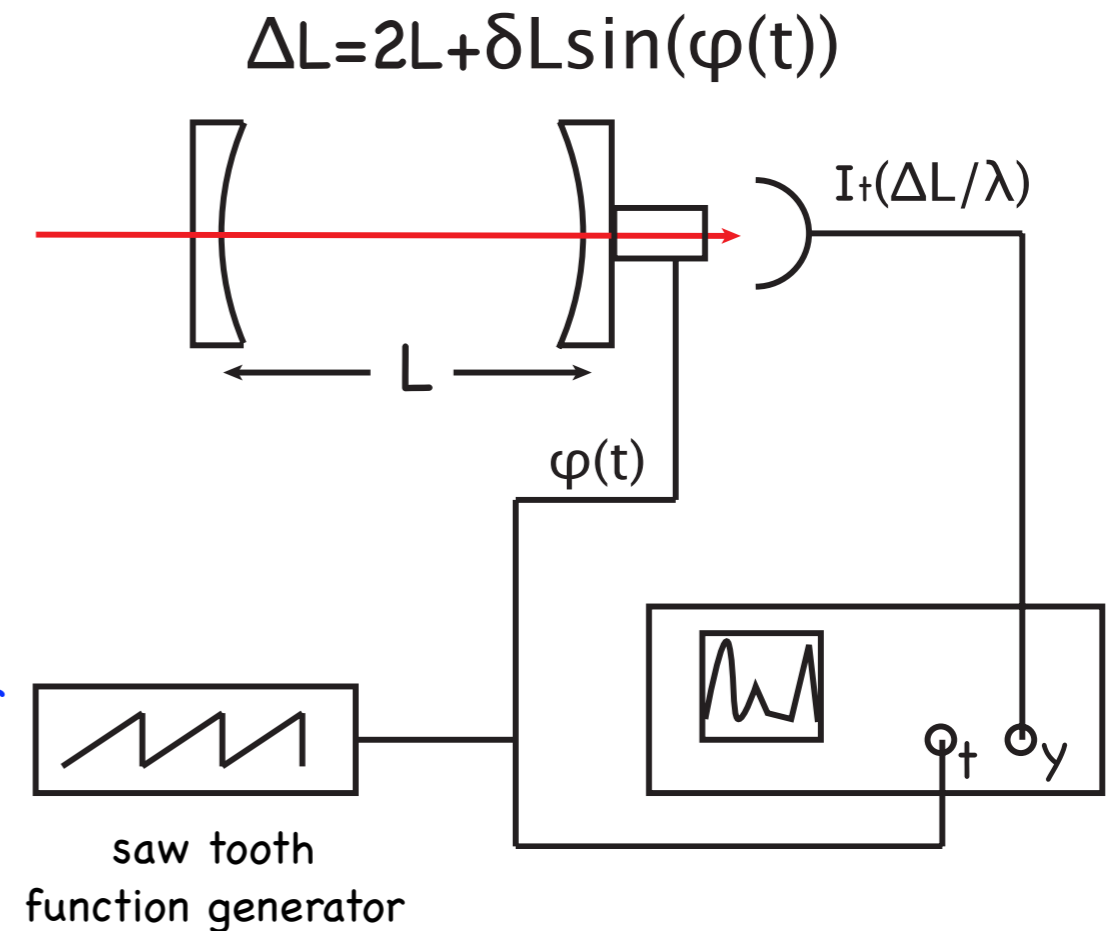 ΔL=2L+δLsin(φ(t))
It(ΔL/λ)
L
φ(t)
t
y
saw tooth
function generator